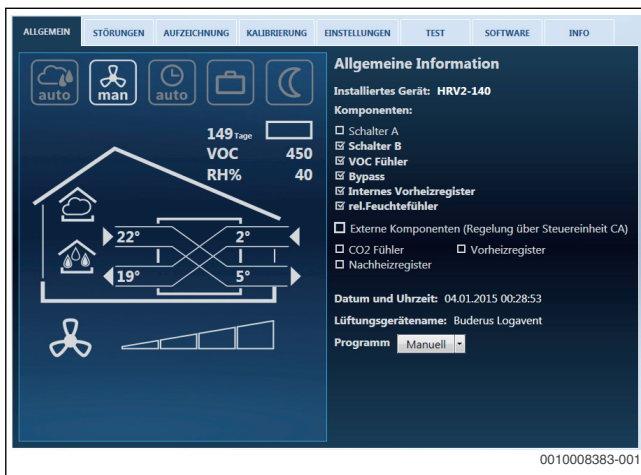 ALLGEMEIN STÖRUNGEN AUFZEICHNUNG KALIBRIERUNG EINSTELLUNGEN TEST SOFTWARE INFO
auto man auto
149 Tage
VOC 450
RH% 40
22° 2°
19° 5°
Allgemeine Information
Installiertes Gerät: HRV2-140
Komponenten:
Schalter A
Schalter B
VOC Fühler
Bypass
Internes Vorheizregister
rel.Feuchtefühler
Externe Komponenten (Regelung über Steuereinheit CA)
CO2 Fühler Vorheizregister
Nachheizregister
Datum und Uhrzeit: 04.01.2015 00:28:53
Lüftungsgerätename: Buderus Logavent
Programm Manuell
0010008383-001